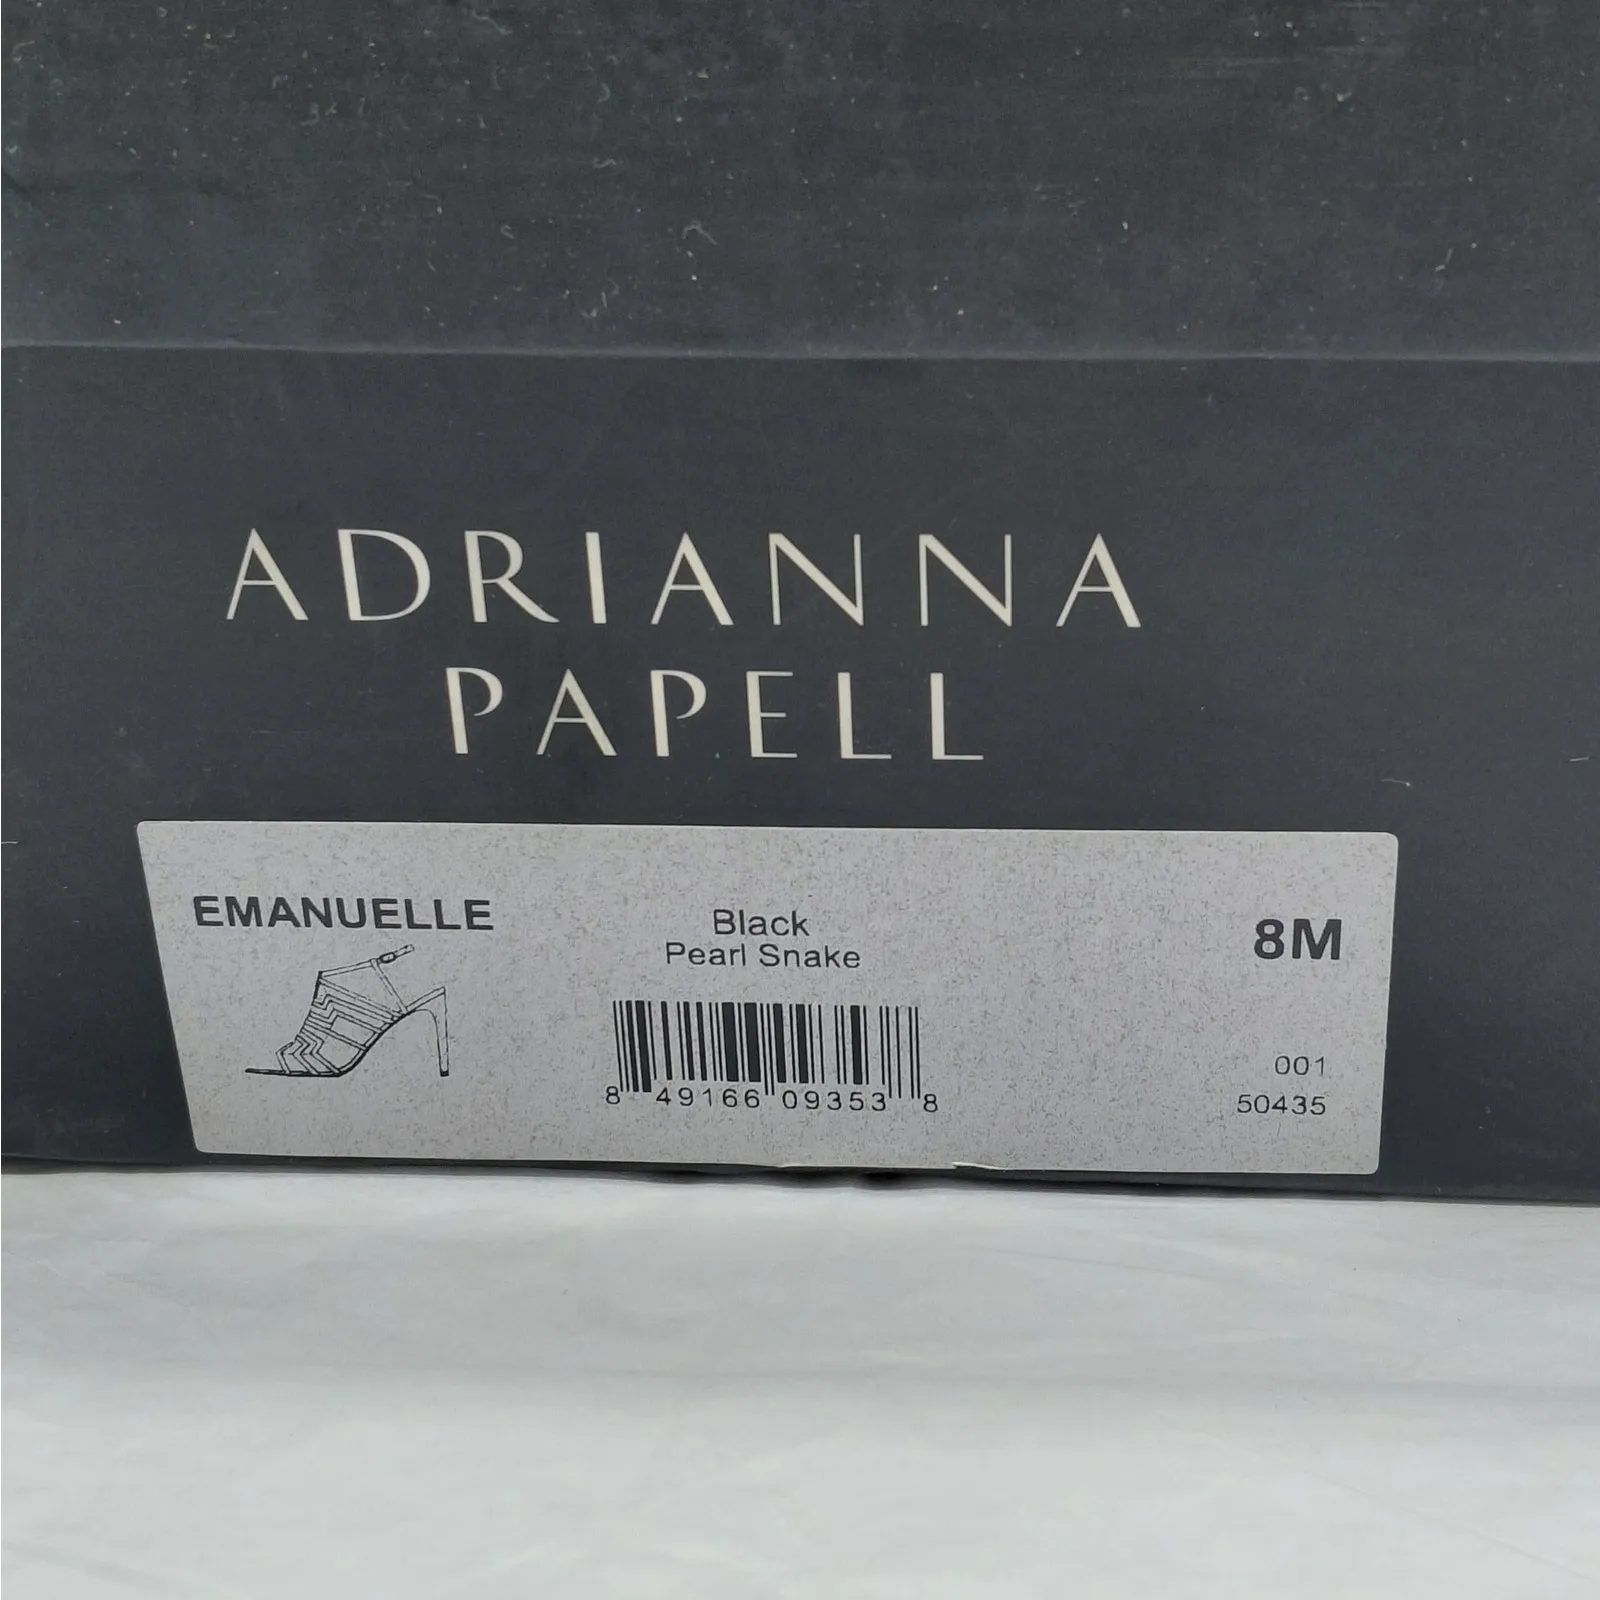 ADRIANNA
PAPELL
EMANUELLE
Black
Pearl Snake
8M
8 49166 09353 8
001
50435